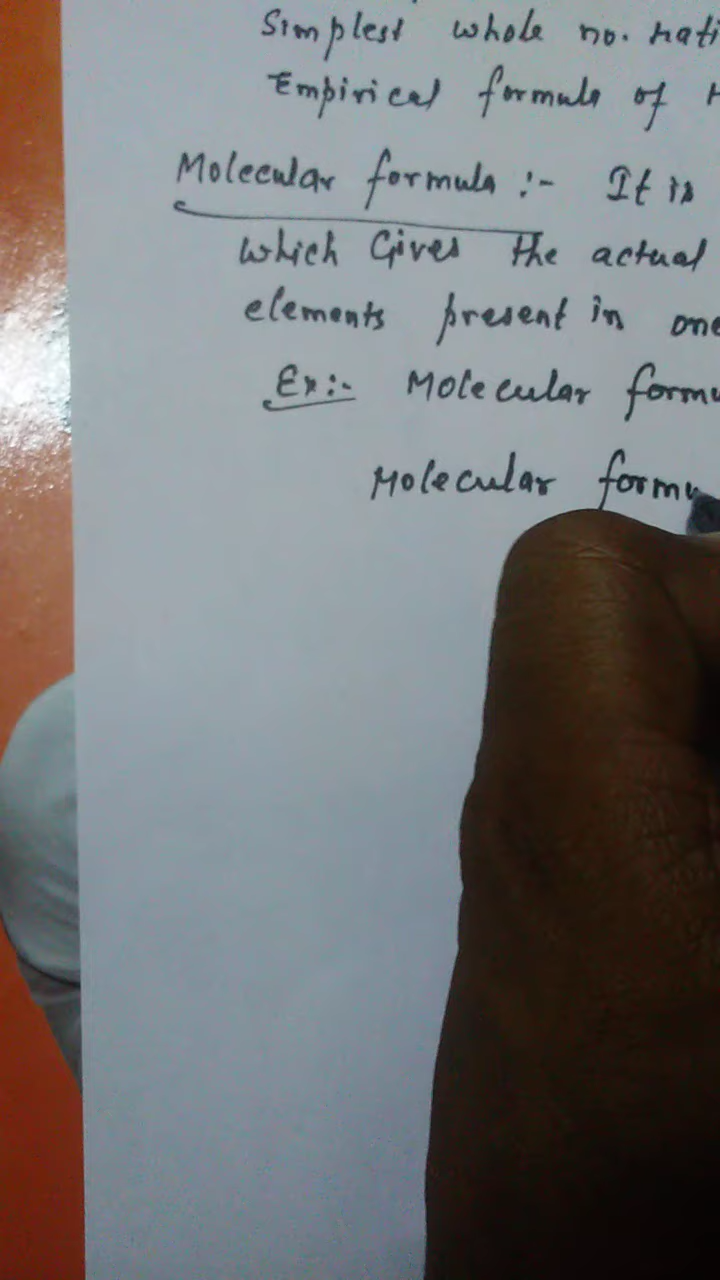 Simplest whole no. rati
Empirical formula of
Molecular formula :- It is
which Gives the actual
elements present in one
Ex:- Molecular formu
Molecular formu